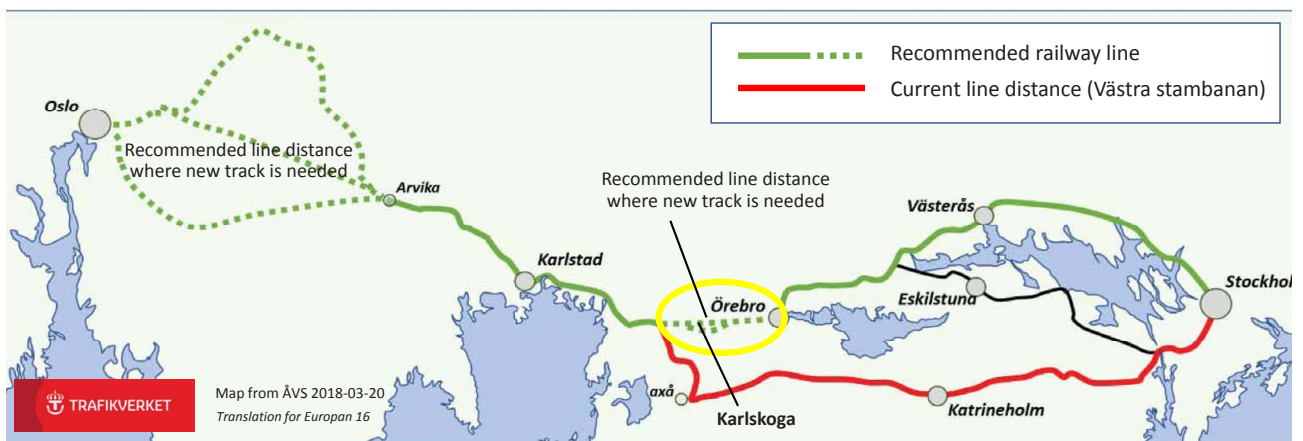 Recommended railway line
Current line distance (Västra stambanan)
Oslo
Recommended line distance
where new track is needed
Arvika
Recommended line distance
where new track is needed
Västerås
Karlstad
Stockhol
Eskilstuna
Örebro
axå
Katrineholm
Karlskoga
TRAFIKVERKET
Map from ÅVS 2018-03-20
Translation for Europan 16